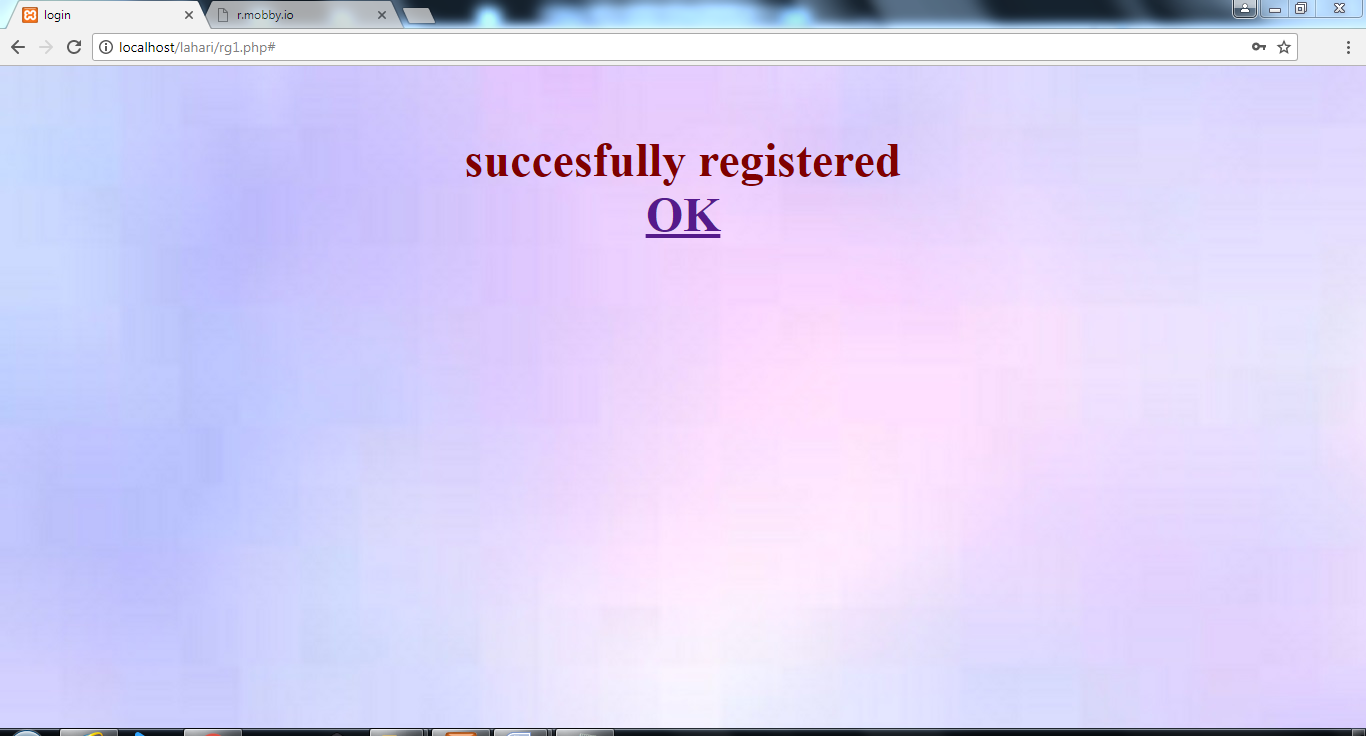 login
r.mobby.io
localhost/lahari/rg1.php#
succesfully registered
OK